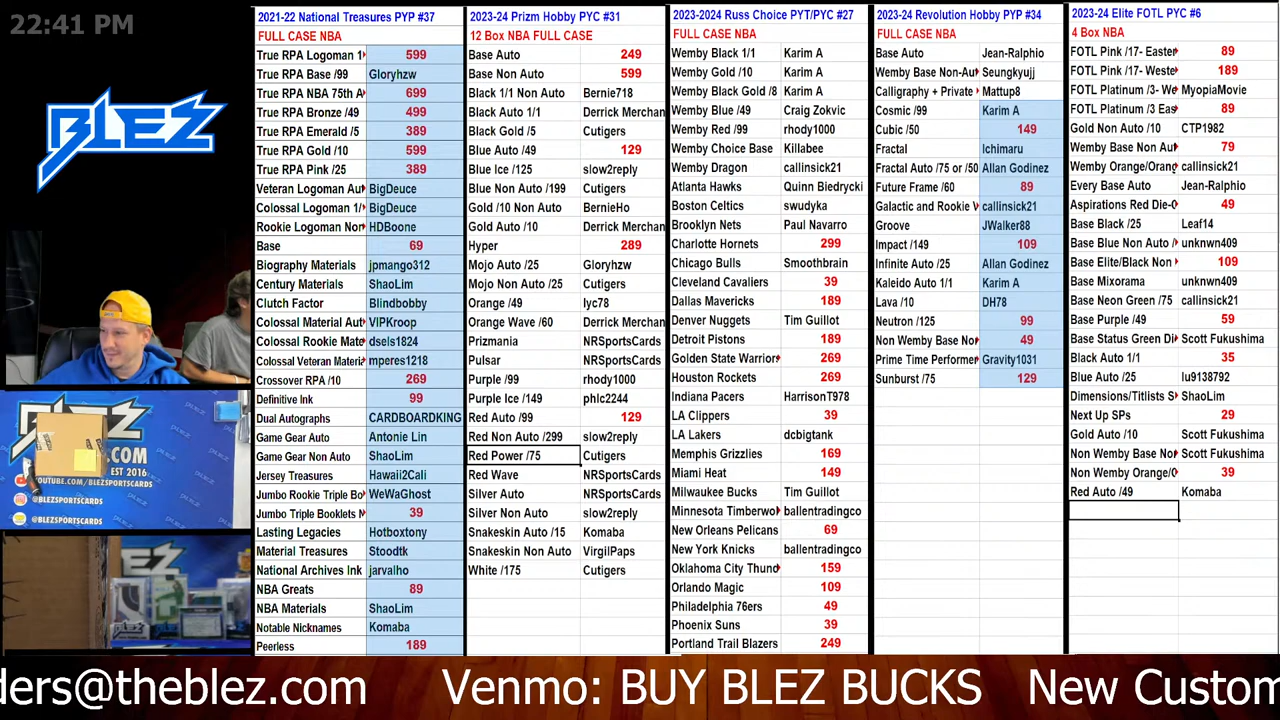 22:41 PM
BLEZ
BLEZ
.COM
EST 2016
YOUTUBE.COM/BLEZSPORTSCARDS
@BLEZSPORTSCARDS
@BLEZSPORTSCARDS
2021-22 National Treasures PYP #37
FULL CASE NBA
True RPA Logoman 1 599
True RPA Base /99 Gloryhzw
True RPA NBA 75th A 699
True RPA Bronze /49 499
True RPA Emerald /5 389
True RPA Gold /10 599
True RPA Pink /25 389
Veteran Logoman Au BigDeuce
Colossal Logoman 1/ BigDeuce
Rookie Logoman Non HDBoone
Base 69
Biography Materials jpmango312
Century Materials ShaoLim
Clutch Factor Blindbobby
Colossal Material Aut VIPKroop
Colossal Rookie Mate dsels1824
Colossal Veteran Materi mperes1218
Crossover RPA /10 269
Definitive Ink 99
Dual Autographs CARDBOARDKING
Game Gear Auto Antonie Lin
Game Gear Non Auto ShaoLim
Jersey Treasures Hawaii2Cali
Jumbo Rookie Triple Bo WeWaGhost
Jumbo Triple Booklets N 39
Lasting Legacies Hotboxtony
Material Treasures Stoodtk
National Archives Ink jarvalho
NBA Greats 89
NBA Materials ShaoLim
Notable Nicknames Komaba
Peerless 189
2023-24 Prizm Hobby PYC #31
12 Box NBA FULL CASE
Base Auto 249
Base Non Auto 599
Black 1/1 Non Auto Bernie718
Black Auto 1/1 Derrick Merchan
Black Gold /5 Cutigers
Blue Auto /49 129
Blue Ice /125 slow2reply
Blue Non Auto /199 Cutigers
Gold /10 Non Auto BernieHo
Gold Auto /10 Derrick Merchan
Hyper 289
Mojo Auto /25 Gloryhzw
Mojo Non Auto /25 Cutigers
Orange /49 lyc78
Orange Wave /60 Derrick Merchan
Prizmania NRSportsCards
Pulsar NRSportsCards
Purple /99 rhody1000
Purple Ice /149 phlc2244
Red Auto /99 129
Red Non Auto /299 slow2reply
Red Power /75 Cutigers
Red Wave NRSportsCards
Silver Auto NRSportsCards
Silver Non Auto slow2reply
Snakeskin Auto /15 Komaba
Snakeskin Non Auto VirgilPaps
White /175 Cutigers
2023-2024 Russ Choice PYT/PYC #27
FULL CASE NBA
Wemby Black 1/1 Karim A
Wemby Gold /10 Karim A
Wemby Black Gold /8 Karim A
Wemby Blue /49 Craig Zokvic
Wemby Red /99 rhody1000
Wemby Choice Base Killabee
Wemby Dragon callinsick21
Atlanta Hawks Quinn Biedrycki
Boston Celtics swudyka
Brooklyn Nets Paul Navarro
Charlotte Hornets 299
Chicago Bulls Smoothbrain
Cleveland Cavaliers 39
Dallas Mavericks 189
Denver Nuggets Tim Guillot
Detroit Pistons 189
Golden State Warrior 269
Houston Rockets 269
Indiana Pacers HarrisonT978
LA Clippers 39
LA Lakers dcbigtank
Memphis Grizzlies 169
Miami Heat 149
Milwaukee Bucks Tim Guillot
Minnesota Timberwo ballentradingco
New Orleans Pelicans 69
New York Knicks ballentradingco
Oklahoma City Thund 159
Orlando Magic 109
Philadelphia 76ers 49
Phoenix Suns 39
Portland Trail Blazers 249
2023-24 Revolution Hobby PYP #34
FULL CASE NBA
Base Auto Jean-Ralphio
Wemby Base Non-Au Seungkyujj
Calligraphy + Private Mattup8
Cosmic /99 Karim A
Cubic /50 149
Fractal Ichimaru
Fractal Auto /75 or /50 Allan Godinez
Future Frame /60 89
Galactic and Rookie V callinsick21
Groove JWalker88
Impact /149 109
Infinite Auto /25 Allan Godinez
Kaleido Auto 1/1 Karim A
Lava /10 DH78
Neutron /125 99
Non Wemby Base No 49
Prime Time Performer Gravity1031
Sunburst /75 129
2023-24 Elite FOTL PYC #6
4 Box NBA
FOTL Pink /17- Easter 89
FOTL Pink /17- Weste 189
FOTL Platinum /3- We MyopiaMovie
FOTL Platinum /3 Eas 89
Gold Non Auto /10 CTP1982
Wemby Base Non Au 79
Wemby Orange/Orang callinsick21
Every Base Auto Jean-Ralphio
Aspirations Red Die-C 49
Base Black /25 Leaf14
Base Blue Non Auto / unknwn409
Base Elite/Black Non 109
Base Mixorama unknwn409
Base Neon Green /75 callinsick21
Base Purple /49 59
Base Status Green Di Scott Fukushima
Black Auto 1/1 35
Blue Auto /25 lu9138792
Dimensions/Titlists S ShaoLim
Next Up SPs 29
Gold Auto /10 Scott Fukushima
Non Wemby Base No Scott Fukushima
Non Wemby Orange/O 39
Red Auto /49 Komaba
ders@theblez.com Venmo: BUY BLEZ BUCKS New Custom